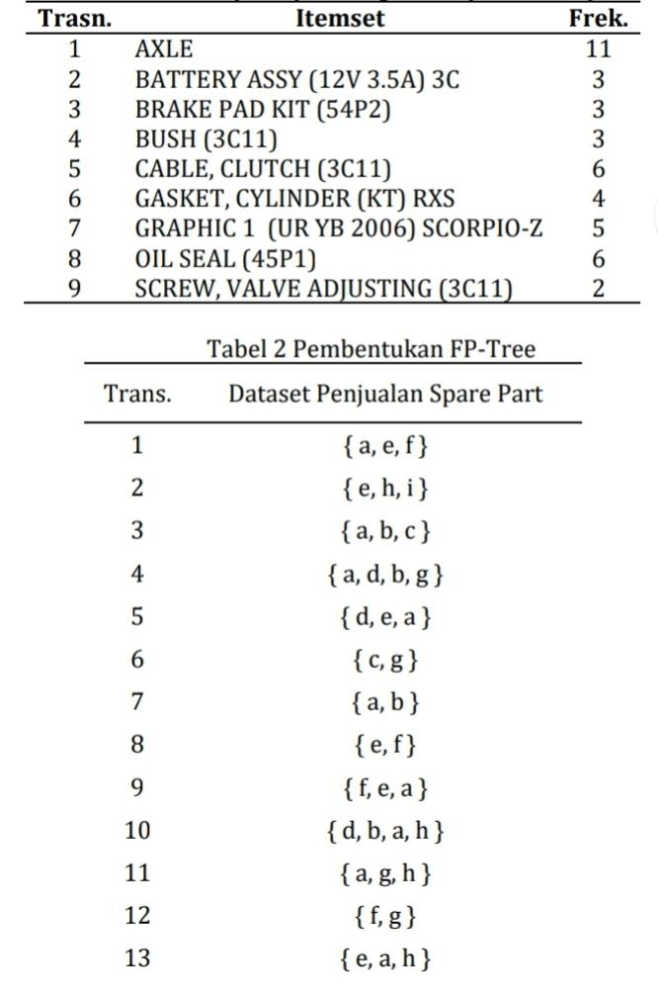 Trasn. Itemset Frek.
1 AXLE 11
2 BATTERY ASSY (12V 3.5A) 3C 3
3 BRAKE PAD KIT (54P2) 3
4 BUSH (3C11) 3
5 CABLE, CLUTCH (3C11) 6
6 GASKET, CYLINDER (KT) RXS 4
7 GRAPHIC 1 (UR YB 2006) SCORPIO-Z 5
8 OIL SEAL (45P1) 6
9 SCREW, VALVE ADJUSTING (3C11) 2
Tabel 2 Pembentukan FP-Tree
Trans. Dataset Penjualan Spare Part
1 { a, e, f }
2 { e, h, i }
3 { a, b, c }
4 { a, d, b, g }
5 { d, e, a }
6 { c, g }
7 { a, b }
8 { e, f }
9 { f, e, a }
10 { d, b, a, h }
11 { a, g, h }
12 { f, g }
13 { e, a, h }